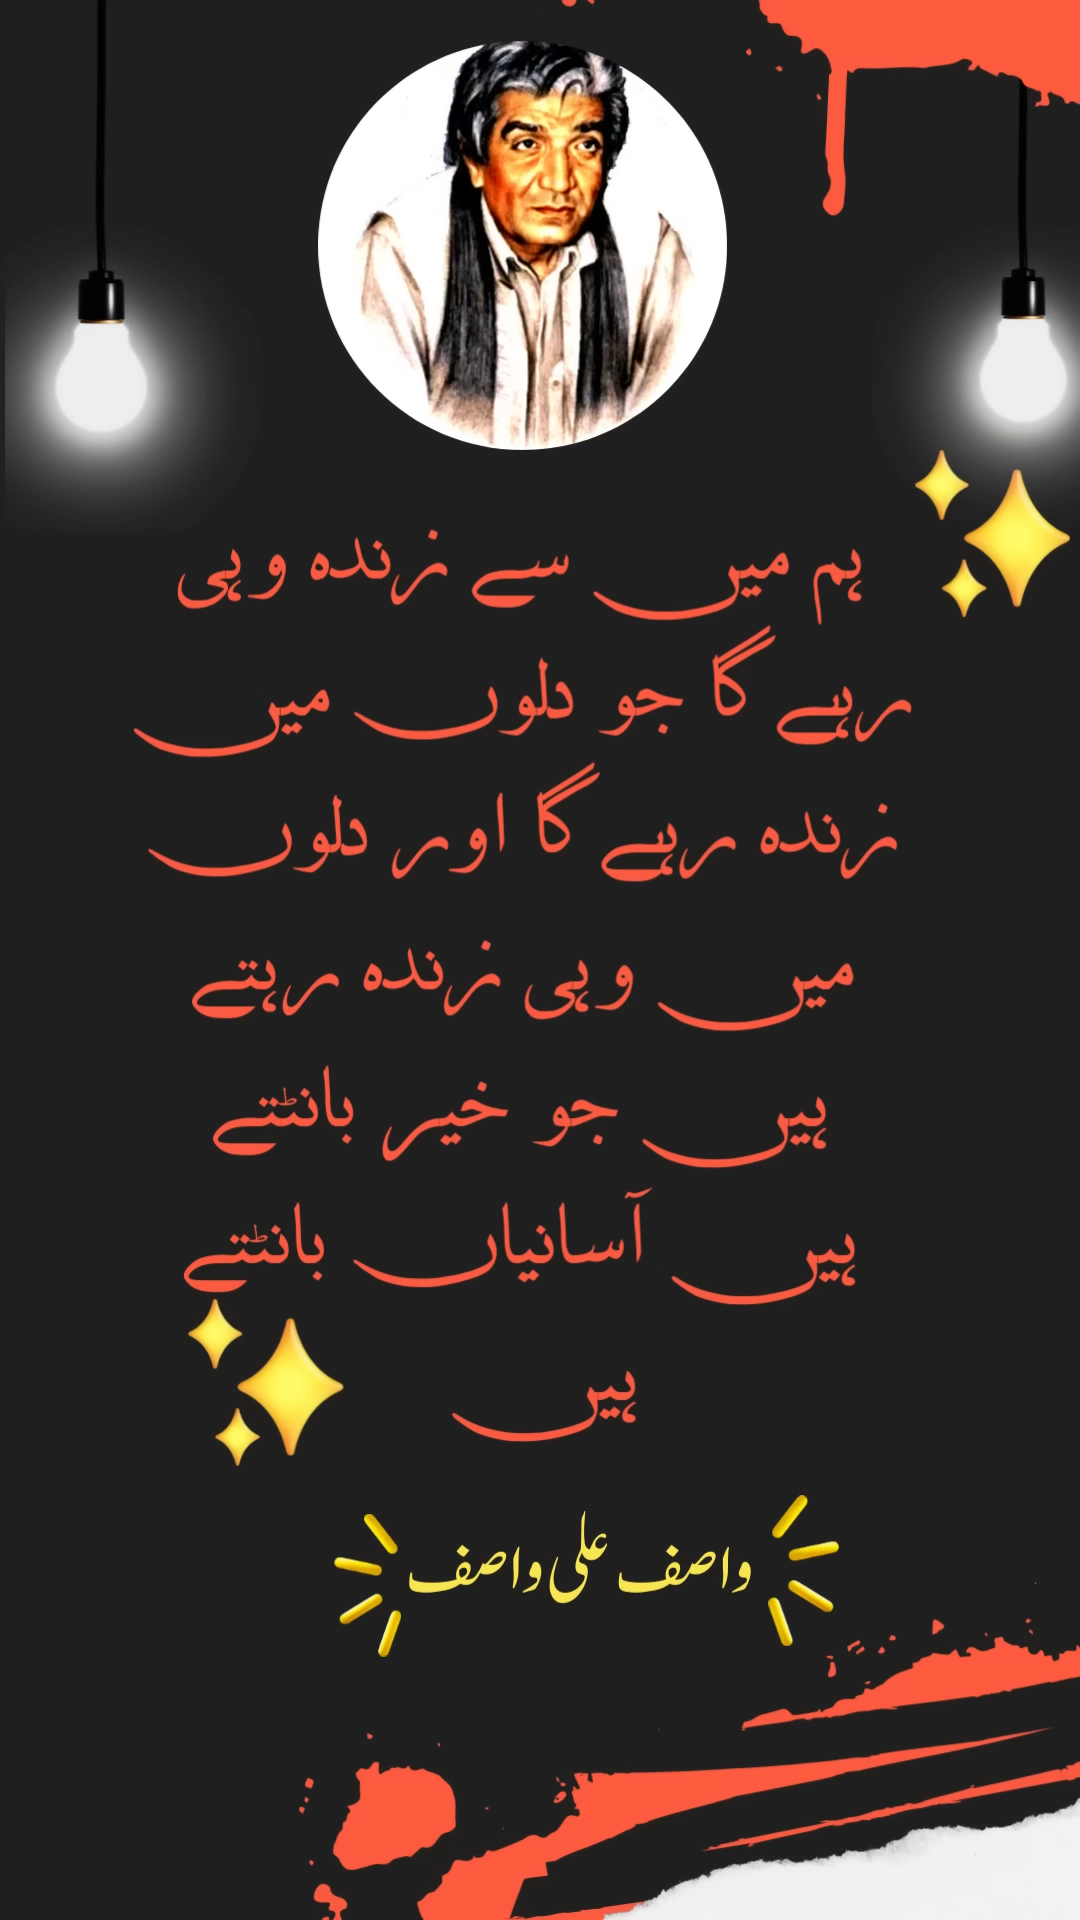 ہم میں سے زندہ وہی
رہے گا جو دلوں میں
زندہ رہے گا اور دلوں
میں وہی زندہ رہتے
ہیں جو خیر بانٹتے
ہیں آسانیاں بانٹتے
ہیں
واصف علی واصف